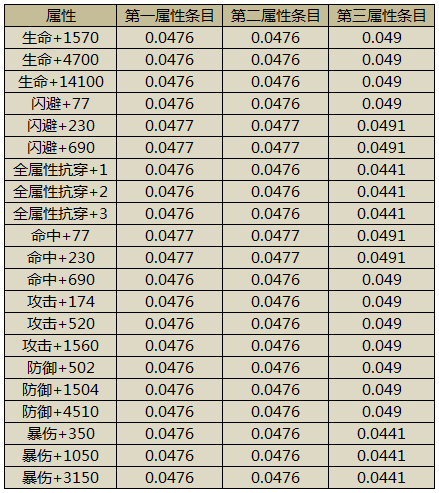 属性 第一属性条目 第二属性条目 第三属性条目
生命+1570 0.0476 0.0476 0.049
生命+4700 0.0476 0.0476 0.049
生命+14100 0.0476 0.0476 0.049
闪避+77 0.0476 0.0476 0.049
闪避+230 0.0477 0.0477 0.0491
闪避+690 0.0477 0.0477 0.0491
全属性抗穿+1 0.0476 0.0476 0.0441
全属性抗穿+2 0.0476 0.0476 0.0441
全属性抗穿+3 0.0476 0.0476 0.0441
命中+77 0.0477 0.0477 0.0491
命中+230 0.0477 0.0477 0.0491
命中+690 0.0476 0.0476 0.049
攻击+174 0.0476 0.0476 0.049
攻击+520 0.0476 0.0476 0.049
攻击+1560 0.0476 0.0476 0.049
防御+502 0.0476 0.0476 0.049
防御+1504 0.0476 0.0476 0.049
防御+4510 0.0476 0.0476 0.049
暴伤+350 0.0476 0.0476 0.0441
暴伤+1050 0.0476 0.0476 0.0441
暴伤+3150 0.0476 0.0476 0.0441